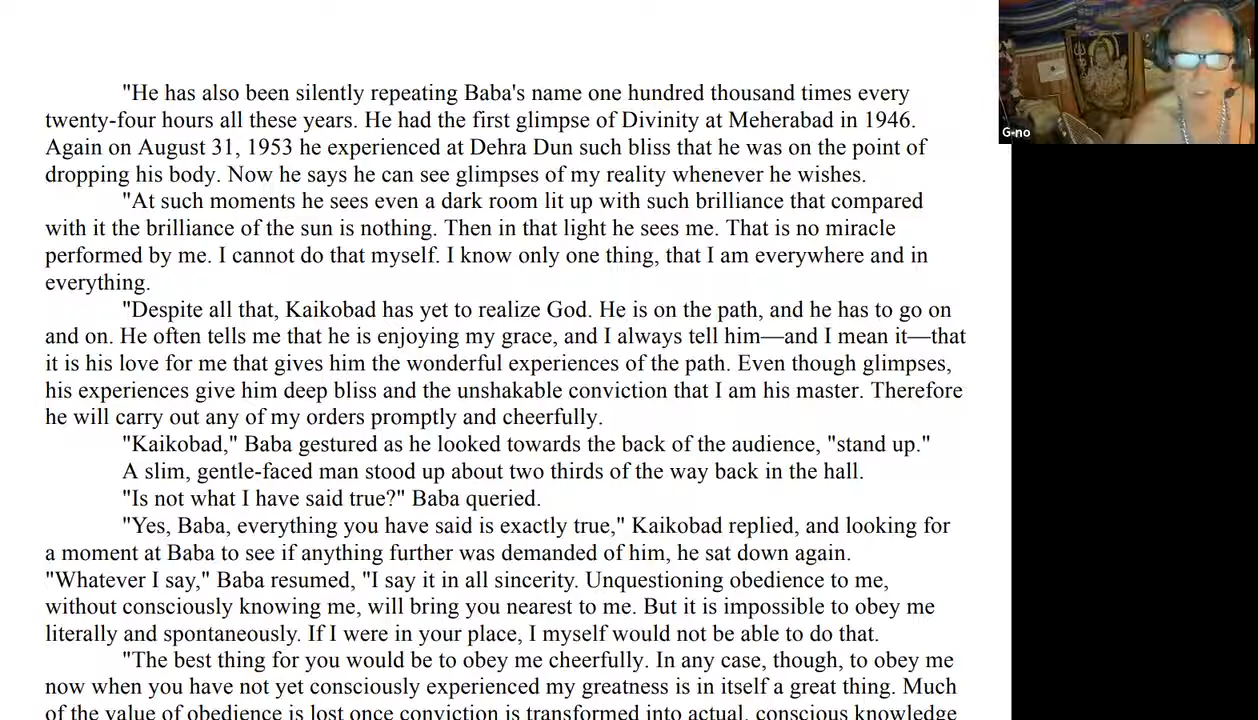 "He has also been silently repeating Baba's name one hundred thousand times every
twenty-four hours all these years. He had the first glimpse of Divinity at Meherabad in 1946.
Again on August 31, 1953 he experienced at Dehra Dun such bliss that he was on the point of
dropping his body. Now he says he can see glimpses of my reality whenever he wishes.
"At such moments he sees even a dark room lit up with such brilliance that compared
with it the brilliance of the sun is nothing. Then in that light he sees me. That is no miracle
performed by me. I cannot do that myself. I know only one thing, that I am everywhere and in
everything.
"Despite all that, Kaikobad has yet to realize God. He is on the path, and he has to go on
and on. He often tells me that he is enjoying my grace, and I always tell him—and I mean it—that
it is his love for me that gives him the wonderful experiences of the path. Even though glimpses,
his experiences give him deep bliss and the unshakable conviction that I am his master. Therefore
he will carry out any of my orders promptly and cheerfully.
"Kaikobad," Baba gestured as he looked towards the back of the audience, "stand up."
A slim, gentle-faced man stood up about two thirds of the way back in the hall.
"Is not what I have said true?" Baba queried.
"Yes, Baba, everything you have said is exactly true," Kaikobad replied, and looking for
a moment at Baba to see if anything further was demanded of him, he sat down again.
"Whatever I say," Baba resumed, "I say it in all sincerity. Unquestioning obedience to me,
without consciously knowing me, will bring you nearest to me. But it is impossible to obey me
literally and spontaneously. If I were in your place, I myself would not be able to do that.
"The best thing for you would be to obey me cheerfully. In any case, though, to obey me
now when you have not yet consciously experienced my greatness is in itself a great thing. Much
of the value of obedience is lost once conviction is transformed into actual, conscious knowledge
G-no